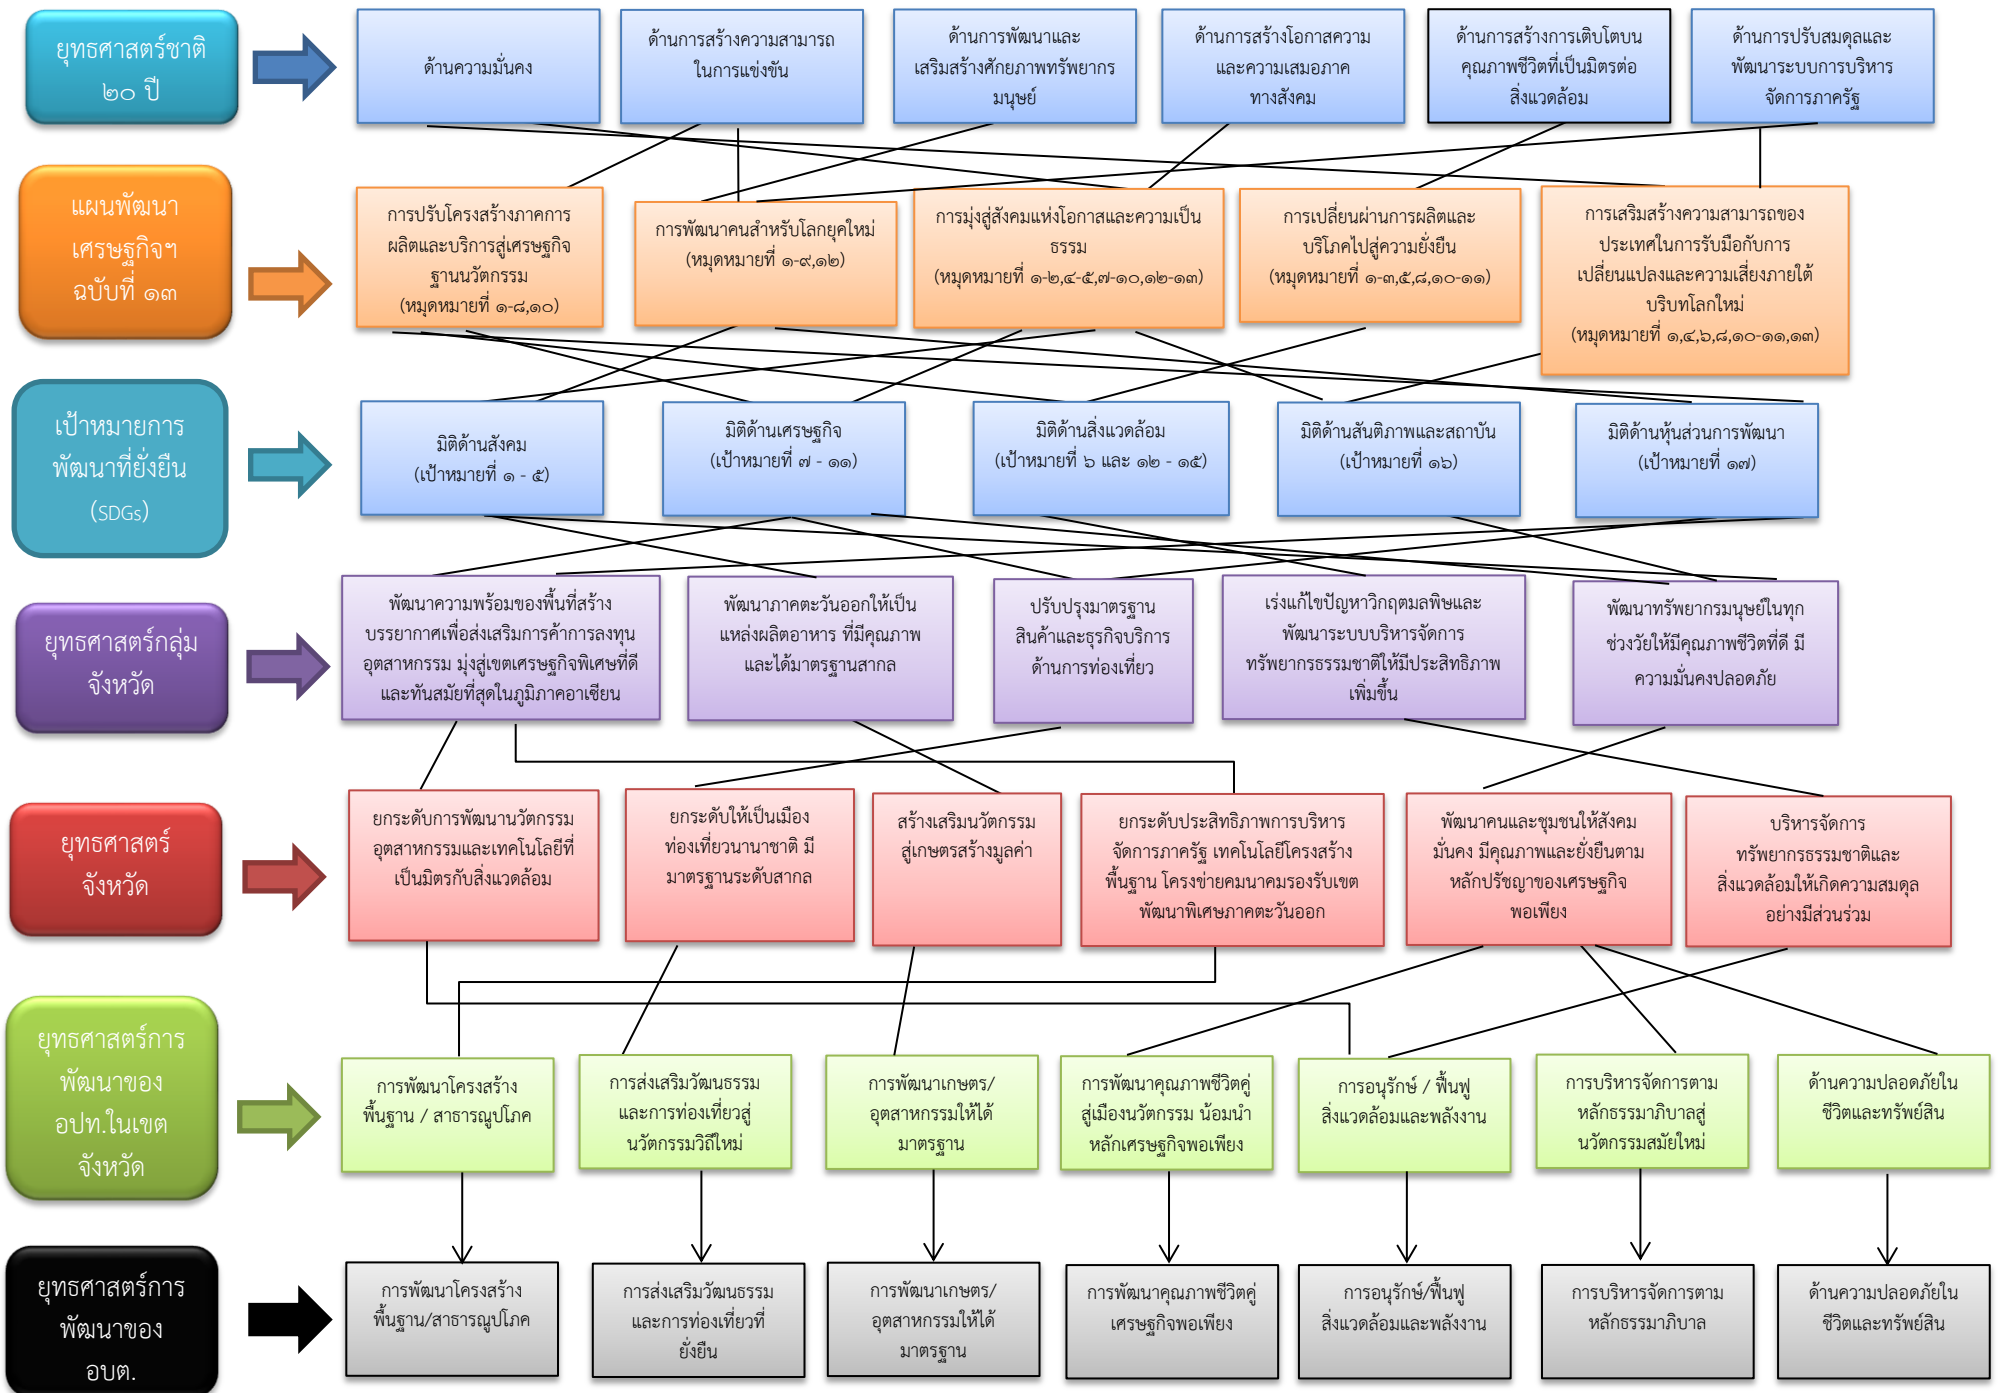 ยุทธศาสตร์ชาติ
๒๐ ปี
ด้านความมั่นคง
ด้านการสร้างความสามารถ
ในการแข่งขัน
ด้านการพัฒนาและ
เสริมสร้างศักยภาพทรัพยากร
มนุษย์
ด้านการสร้างโอกาสความ
และความเสมอภาค
ทางสังคม
ด้านการสร้างการเติบโตบน
คุณภาพชีวิตที่เป็นมิตรต่อ
สิ่งแวดล้อม
ด้านการปรับสมดุลและ
พัฒนาระบบการบริหาร
จัดการภาครัฐ
แผนพัฒนา
เศรษฐกิจฯ
ฉบับที่ ๑๓
การปรับโครงสร้างภาคการ
ผลิตและบริการสู่เศรษฐกิจ
ฐานนวัตกรรม
(หมุดหมายที่ ๑-๘,๑๐)
การพัฒนาคนสำหรับโลกยุคใหม่
(หมุดหมายที่ ๑-๙,๑๒)
การมุ่งสู่สังคมแห่งโอกาสและความเป็น
ธรรม
(หมุดหมายที่ ๑-๒,๔-๕,๗-๑๐,๑๒-๑๓)
การเปลี่ยนผ่านการผลิตและ
บริโภคไปสู่ความยั่งยืน
(หมุดหมายที่ ๑-๓,๕,๘,๑๐-๑๑)
การเสริมสร้างความสามารถของ
ประเทศในการรับมือกับการ
เปลี่ยนแปลงและความเสี่ยงภายใต้
บริบทโลกใหม่
(หมุดหมายที่ ๑,๔,๖,๘,๑๐-๑๑,๑๓)
เป้าหมายการ
พัฒนาที่ยั่งยืน
(SDGs)
มิติด้านสังคม
(เป้าหมายที่ ๑ - ๕)
มิติด้านเศรษฐกิจ
(เป้าหมายที่ ๗ - ๑๑)
มิติด้านสิ่งแวดล้อม
(เป้าหมายที่ ๖ และ ๑๒ - ๑๕)
มิติด้านสันติภาพและสถาบัน
(เป้าหมายที่ ๑๖)
มิติด้านหุ้นส่วนการพัฒนา
(เป้าหมายที่ ๑๗)
ยุทธศาสตร์กลุ่ม
จังหวัด
พัฒนาความพร้อมของพื้นที่สร้าง
บรรยากาศเพื่อส่งเสริมการค้าการลงทุน
อุตสาหกรรม มุ่งสู่เขตเศรษฐกิจพิเศษที่ดี
และทันสมัยที่สุดในภูมิภาคอาเซียน
พัฒนาภาคตะวันออกให้เป็น
แหล่งผลิตอาหาร ที่มีคุณภาพ
และได้มาตรฐานสากล
ปรับปรุงมาตรฐาน
สินค้าและธุรกิจบริการ
ด้านการท่องเที่ยว
เร่งแก้ไขปัญหาวิกฤตมลพิษและ
พัฒนาระบบบริหารจัดการ
ทรัพยากรธรรมชาติให้มีประสิทธิภาพ
เพิ่มขึ้น
พัฒนาทรัพยากรมนุษย์ในทุก
ช่วงวัยให้มีคุณภาพชีวิตที่ดี มี
ความมั่นคงปลอดภัย
ยุทธศาสตร์
จังหวัด
ยกระดับการพัฒนานวัตกรรม
อุตสาหกรรมและเทคโนโลยีที่
เป็นมิตรกับสิ่งแวดล้อม
ยกระดับให้เป็นเมือง
ท่องเที่ยวนานาชาติ มี
มาตรฐานระดับสากล
สร้างเสริมนวัตกรรม
สู่เกษตรสร้างมูลค่า
ยกระดับประสิทธิภาพการบริหาร
จัดการภาครัฐ เทคโนโลยีโครงสร้าง
พื้นฐาน โครงข่ายคมนาคมรองรับเขต
พัฒนาพิเศษภาคตะวันออก
พัฒนาคนและชุมชนให้สังคม
มั่นคง มีคุณภาพและยั่งยืนตาม
หลักปรัชญาของเศรษฐกิจ
พอเพียง
บริหารจัดการ
ทรัพยากรธรรมชาติและ
สิ่งแวดล้อมให้เกิดความสมดุล
อย่างมีส่วนร่วม
ยุทธศาสตร์การ
พัฒนาของ
อปท.ในเขต
จังหวัด
การพัฒนาโครงสร้าง
พื้นฐาน / สาธารณูปโภค
การส่งเสริมวัฒนธรรม
และการท่องเที่ยวสู่
นวัตกรรมวิถีใหม่
การพัฒนาเกษตร/
อุตสาหกรรมให้ได้
มาตรฐาน
การพัฒนาคุณภาพชีวิตคู่
สู่เมืองนวัตกรรม น้อมนำ
หลักเศรษฐกิจพอเพียง
การอนุรักษ์ / ฟื้นฟู
สิ่งแวดล้อมและพลังงาน
การบริหารจัดการตาม
หลักธรรมาภิบาลสู่
นวัตกรรมสมัยใหม่
ด้านความปลอดภัยใน
ชีวิตและทรัพย์สิน
ยุทธศาสตร์การ
พัฒนาของ
อบต.
การพัฒนาโครงสร้าง
พื้นฐาน/สาธารณูปโภค
การส่งเสริมวัฒนธรรม
และการท่องเที่ยวที่
ยั่งยืน
การพัฒนาเกษตร/
อุตสาหกรรมให้ได้
มาตรฐาน
การพัฒนาคุณภาพชีวิตคู่
เศรษฐกิจพอเพียง
การอนุรักษ์/ฟื้นฟู
สิ่งแวดล้อมและพลังงาน
การบริหารจัดการตาม
หลักธรรมาภิบาล
ด้านความปลอดภัยใน
ชีวิตและทรัพย์สิน